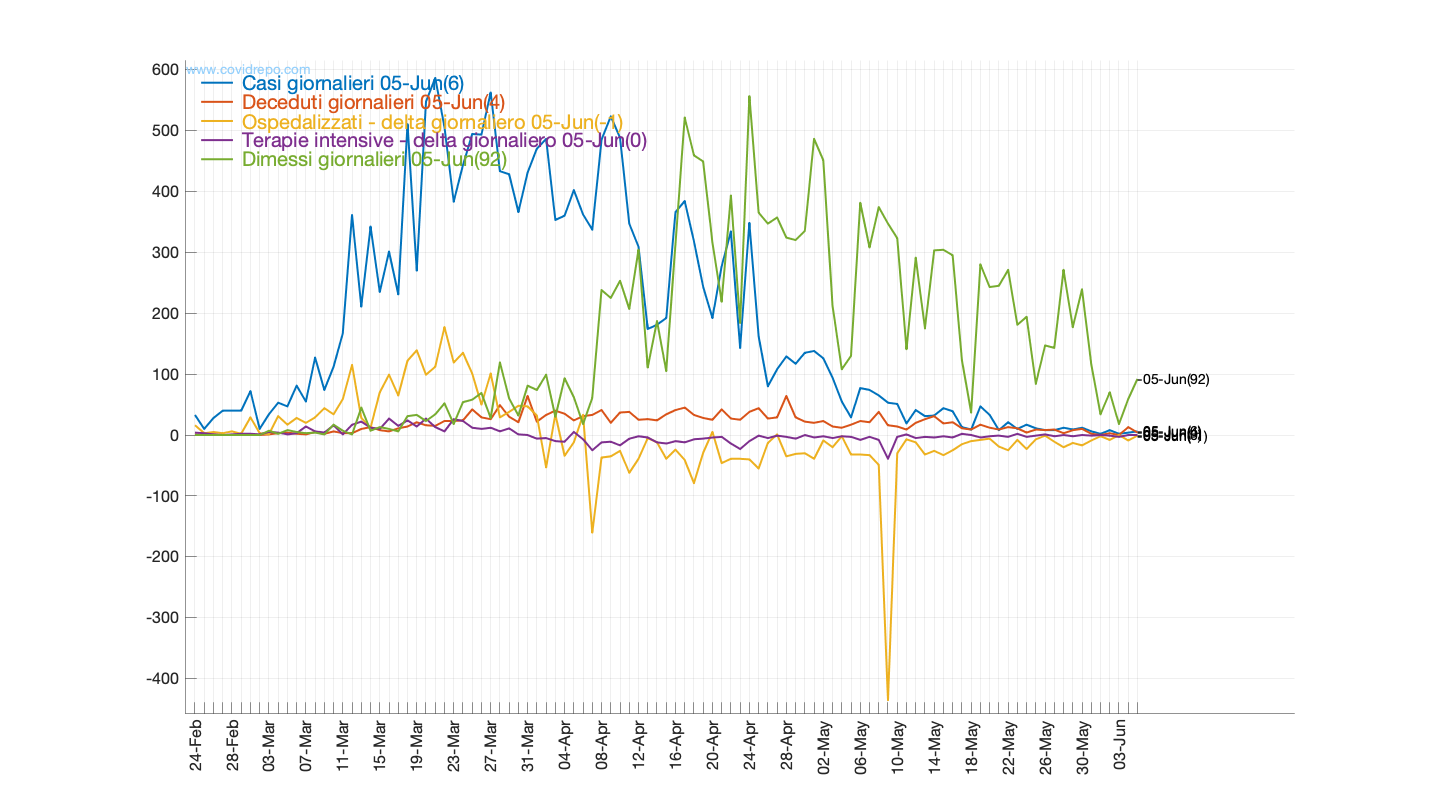 www.covidrepo.com
600
Casi giornalieri 05-Jun(6)
Deceduti giornalieri 05-Jun(4)
Ospedalizzati - delta giornaliero 05-Jun(-1)
Terapie intensive - delta giornaliero 05-Jun(0)
Dimessi giornalieri 05-Jun(92)
500
400
300
200
100
0
-100
-200
-300
-400
05-Jun(92)
24-Feb
28-Feb
03-Mar
07-Mar
11-Mar
15-Mar
19-Mar
23-Mar
27-Mar
31-Mar
04-Apr
08-Apr
12-Apr
16-Apr
20-Apr
24-Apr
28-Apr
02-May
06-May
10-May
14-May
18-May
22-May
26-May
30-May
03-Jun